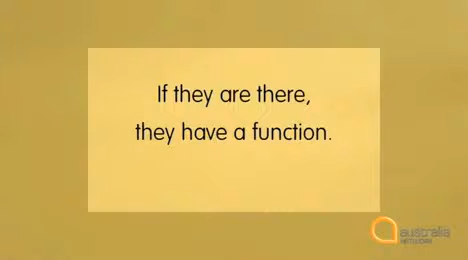 If they are there,
they have a function.
australia
NETWORK